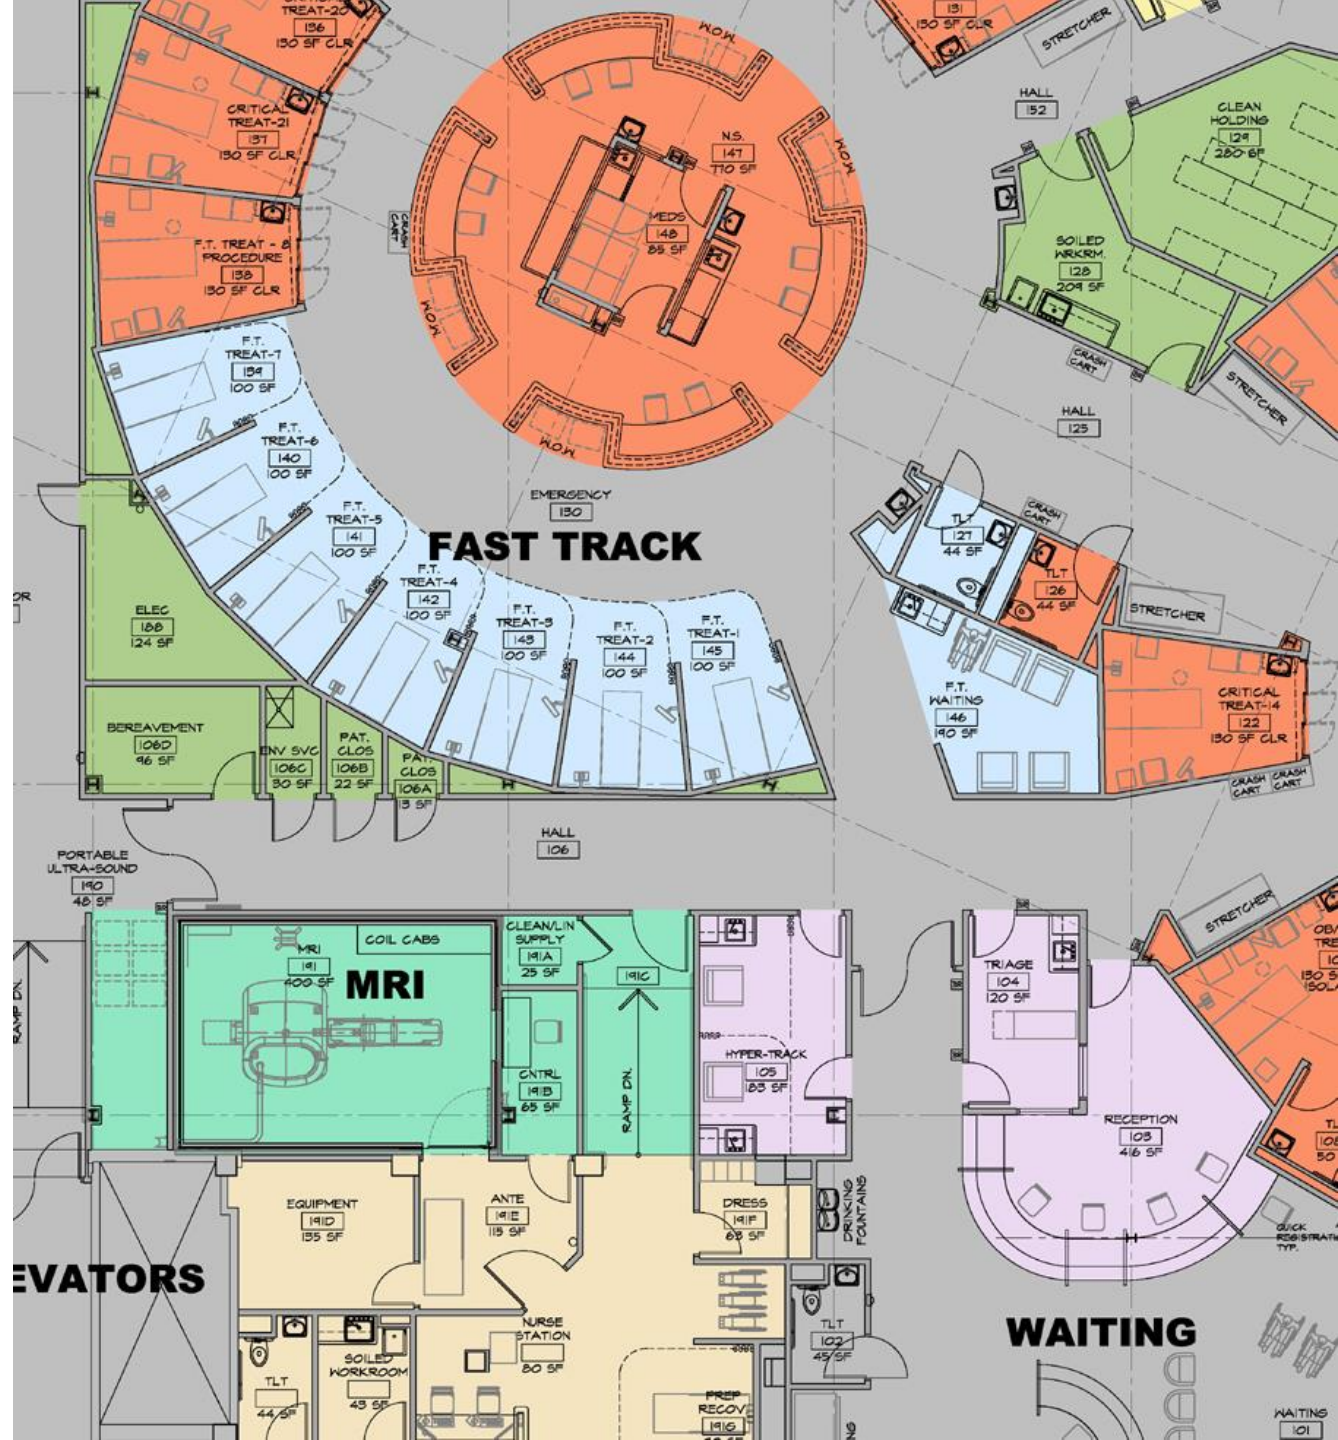 TREAT-20
136
130 SF CLR
CRITICAL
TREAT-21
137
130 SF CLR
F.T. TREAT - 8
PROCEDURE
138
130 SF CLR
CRASH
CART
W.O.W.
N.S.
147
770 SF
MEDS
148
85 SF
W.O.W.
W.O.W.
W.O.W.
131
130 SF CLR
STRETCHER
HALL
152
CLEAN
HOLDING
129
280 SF
SOILED
WRKRM.
128
209 SF
CRASH
CART
STRETCHER
HALL
125
F.T.
TREAT-7
139
100 SF
F.T.
TREAT-6
140
100 SF
F.T.
TREAT-5
141
100 SF
F.T.
TREAT-4
142
100 SF
F.T.
TREAT-3
143
100 SF
F.T.
TREAT-2
144
100 SF
F.T.
TREAT-1
145
100 SF
EMERGENCY
130
FAST TRACK
TLT
127
44 SF
CRASH
CART
TLT
126
44 SF
STRETCHER
F.T.
WAITING
146
190 SF
CRITICAL
TREAT-14
122
130 SF CLR
CRASH
CART
CRASH
CART
OR
ELEC
188
124 SF
BEREAVEMENT
106D
96 SF
ENV SVC
106C
30 SF
PAT.
CLOS
106B
22 SF
PAT.
CLOS
106A
13 SF
HALL
106
PORTABLE
ULTRA-SOUND
190
48 SF
RAMP DN.
MRI
191
400 SF
COIL CABS
MRI
CLEAN/LIN
SUPPLY
191A
25 SF
191C
CNTRL
191B
65 SF
RAMP DN.
HYPER-TRACK
105
183 SF
TRIAGE
104
120 SF
STRETCHER
RECEPTION
103
416 SF
QUICK
TYP.
EQUIPMENT
191D
135 SF
ANTE
191E
115 SF
DRESS
191F
63 SF
DRINKING
FOUNTAINS
EVATORS
NURSE
STATION
80 SF
TLT
102
45 SF
WAITING
TLT
44 SF
SOILED
WORKROOM
43 SF
PREP
RECOV
191G
WAITING
101